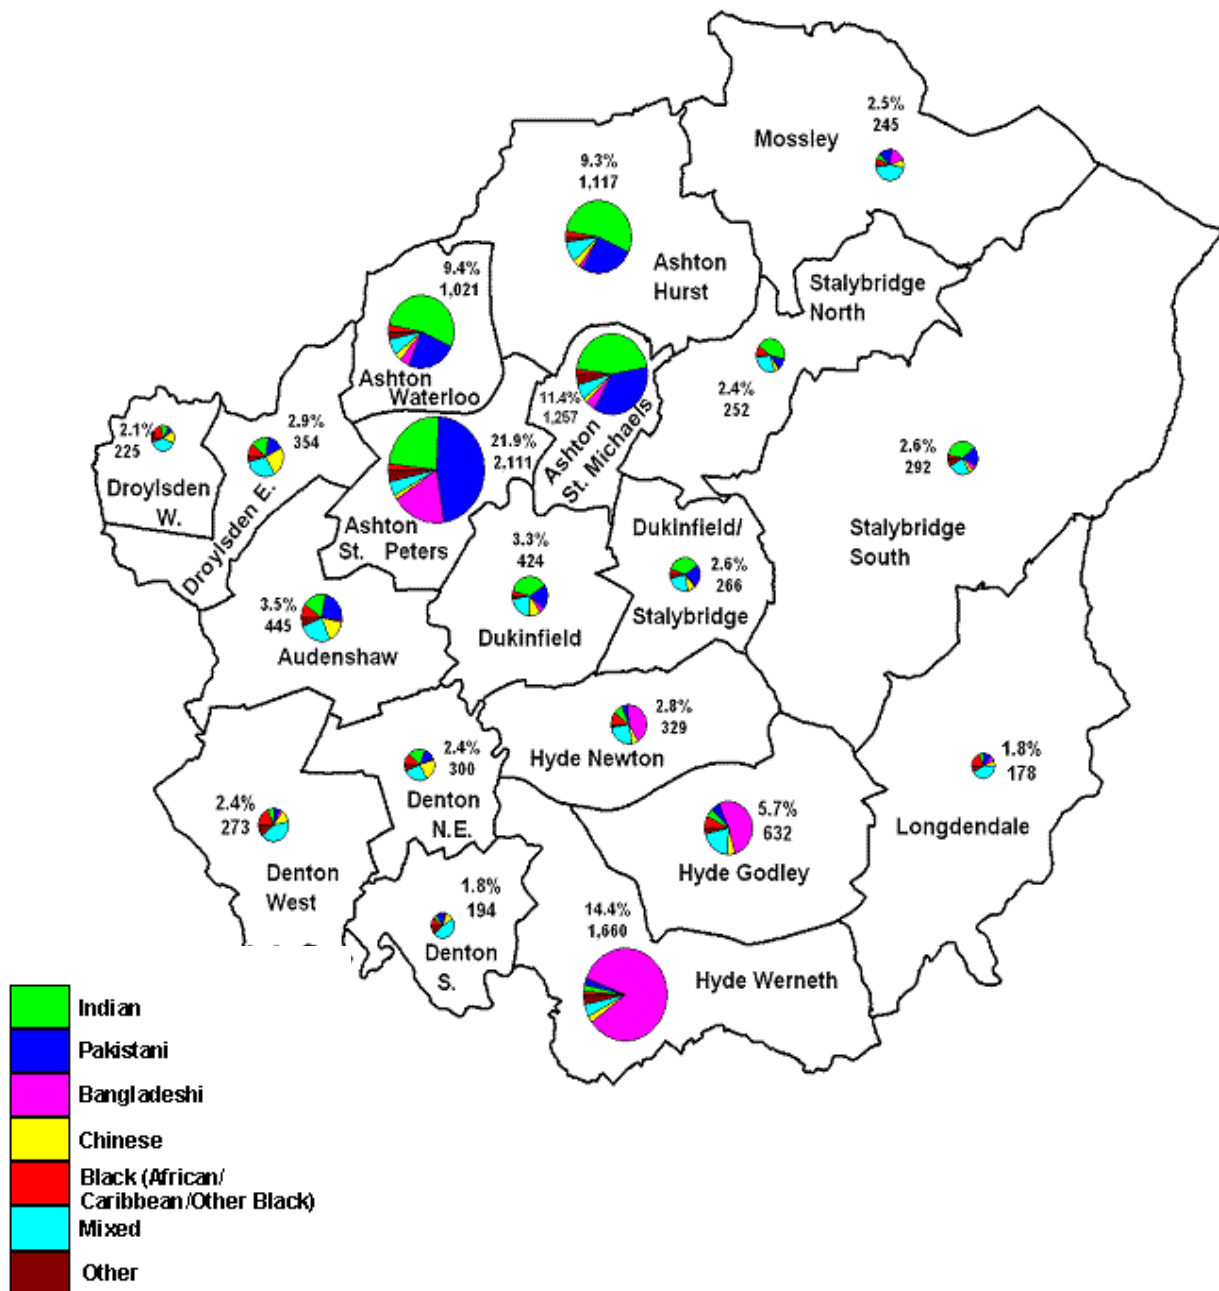 2.5%
245
Mossley
9.3%
1,117
Ashton
Hurst
Stalybridge
North
9.4%
1,021
Ashton
Waterloo
2.4%
252
11.4%
1,257
Ashton
St. Michaels
2.1%
225
Droylsden
W.
2.9%
354
Droylsden E.
21.9%
2,111
Ashton
St. Peters
2.6%
292
Stalybridge
South
3.3%
424
Dukinfield
Dukinfield/
2.6%
266
Stalybridge
3.5%
445
Audenshaw
2.8%
329
Hyde Newton
2.4%
300
Denton
N.E.
1.8%
178
Longdendale
2.4%
273
Denton
West
5.7%
632
Hyde Godley
1.8%
194
Denton
S.
14.4%
1,660
Hyde Werneth
Indian
Pakistani
Bangladeshi
Chinese
Black (African/
Caribbean/Other Black)
Mixed
Other